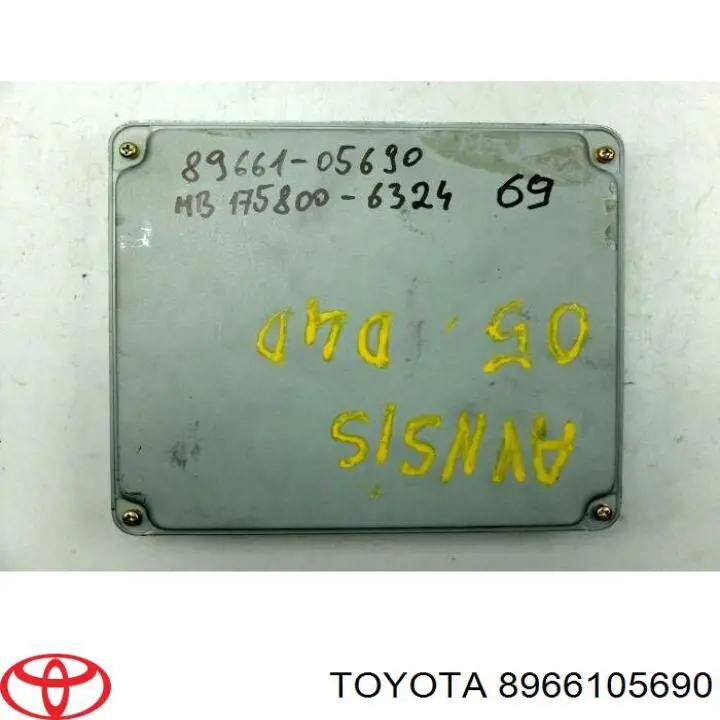 89661-05690
MB 175800-6324 69
AVNSIS
05. D4D
TOYOTA 8966105690